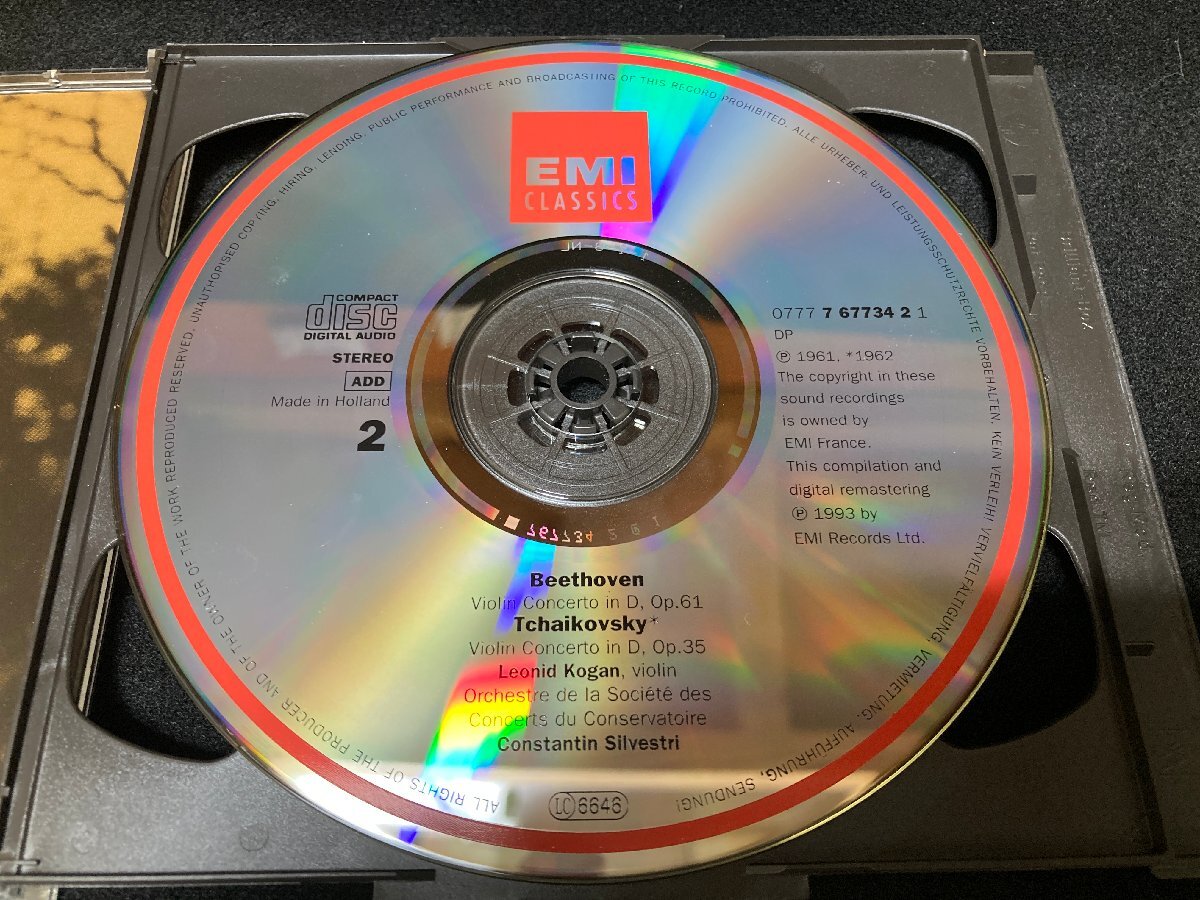 ALL RIGHTS OF THE PRODUCER AND OF THE OWNER OF THE WORK REPRODUCED RESERVED. UNAUTHORISED COPYING, HIRING, LENDING, PUBLIC PERFORMANCE AND BROADCASTING OF THIS RECORD PROHIBITED. ALLE URHEBER- UND LEISTUNGSSCHUTZRECHTE VORBEHALTEN. KEIN VERLEIH! VERVIELFÄLTIGUNG, VERMIETUNG, AUFFÜHRUNG, SENDUNG!
EMI
CLASSICS
COMPACT
disc
DIGITAL AUDIO
STEREO
ADD
Made in Holland
2
0777 7 67734 2 1
DP
℗ 1961, *1962
The copyright in these
sound recordings
is owned by
EMI France.
This compilation and
digital remastering
℗ 1993 by
EMI Records Ltd.
Beethoven
Violin Concerto in D, Op.61
Tchaikovsky*
Violin Concerto in D, Op.35
Leonid Kogan, violin
Orchestre de la Société des
Concerts du Conservatoire
Constantin Silvestri
LC 6646